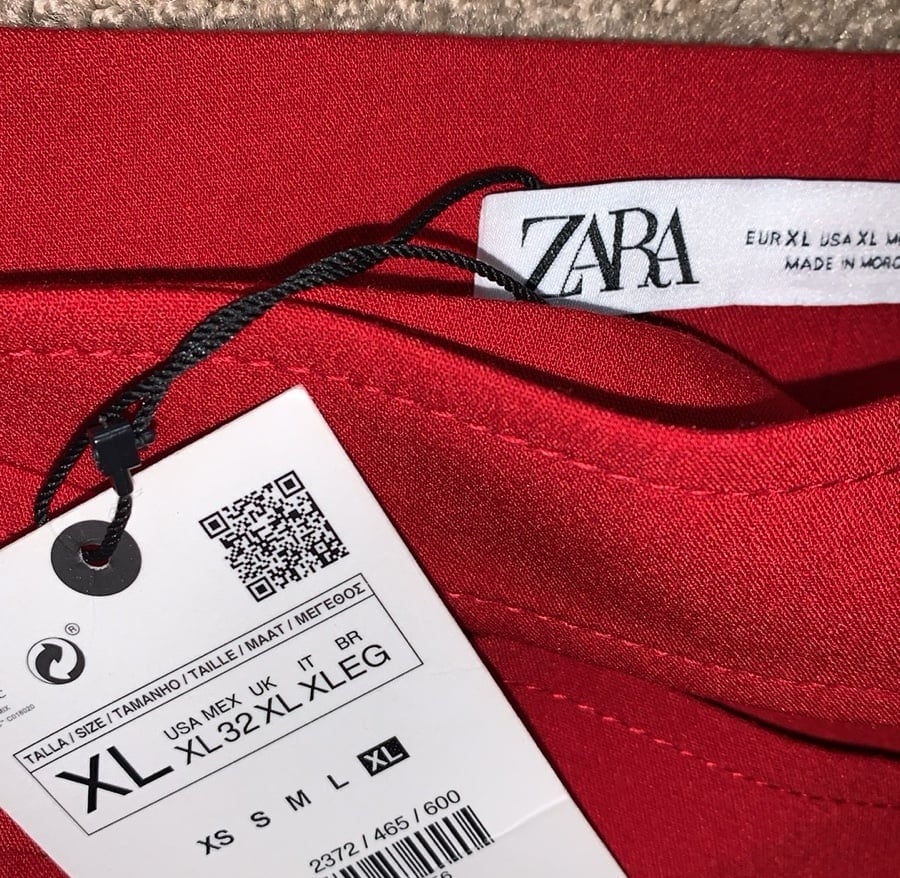 ZARA
EUR XL USA XL
MADE IN
®
C018020
TALLA / SIZE / TAMANHO / TAILLE / MAAT / ΜΕΓΕΘΟΣ
XL
USA MEX UK IT BR
XL 32 XL XL EG
XS S M L XL
2372 / 465 / 600